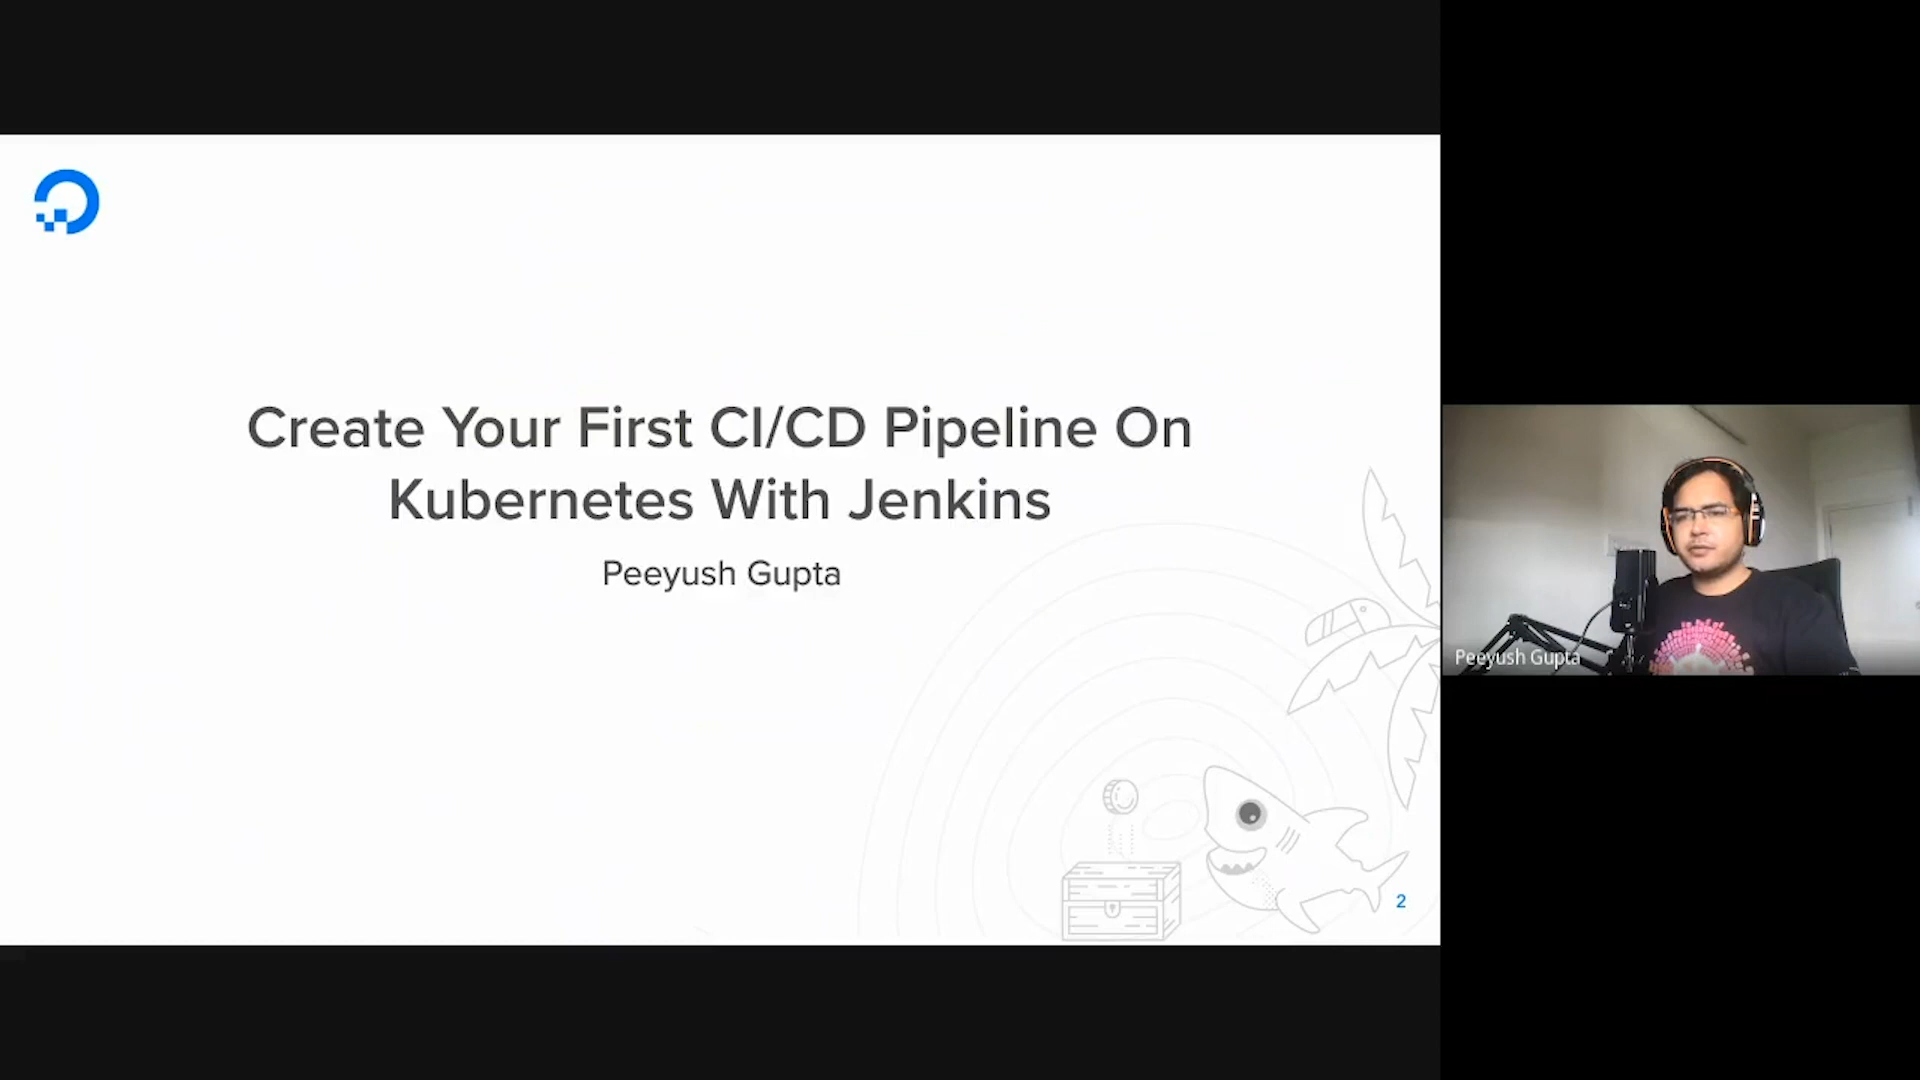 Create Your First CI/CD Pipeline On
Kubernetes With Jenkins
Peeyush Gupta
2
Peeyush Gupta